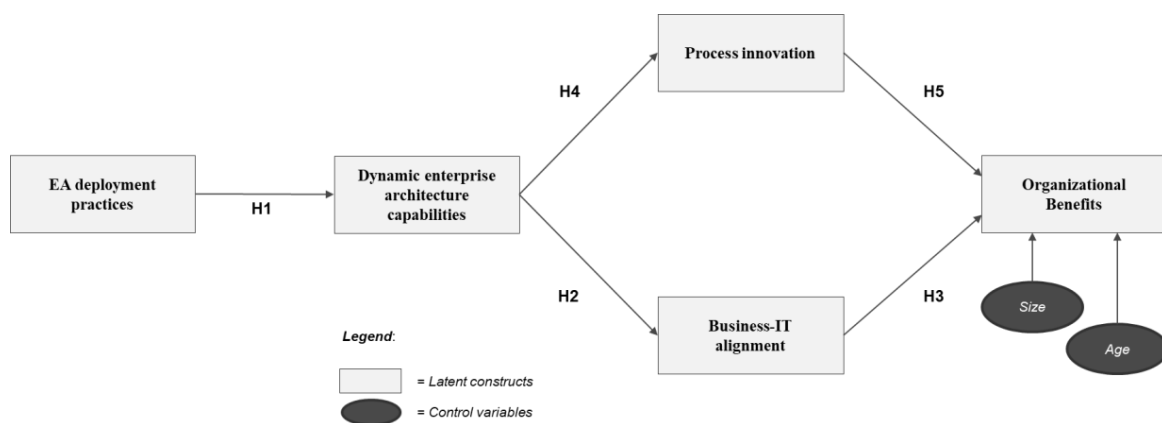 Process innovation
H4
H5
EA deployment
practices
H1
Dynamic enterprise
architecture
capabilities
Organizational
Benefits
H2
H3
Business-IT
alignment
Size
Age
Legend:
= Latent constructs
= Control variables